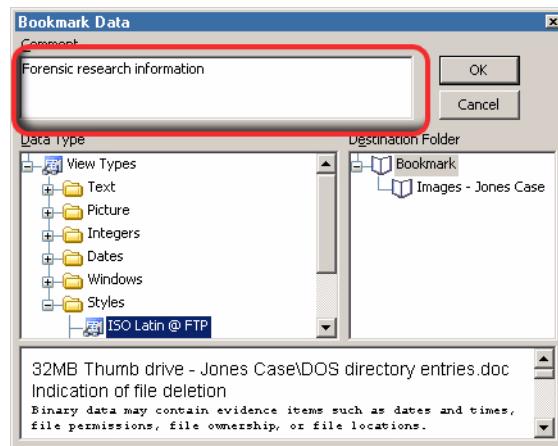 Bookmark Data
Comment
Forensic research information
OK
Cancel
Data Type
Destination Folder
View Types
Text
Picture
Integers
Dates
Windows
Styles
ISO Latin @ FTP
Bookmark
Images - Jones Case
32MB Thumb drive - Jones Case\DOS directory entries.doc
Indication of file deletion
Binary data may contain evidence items such as dates and times,
file permissions, file ownership, or file locations.